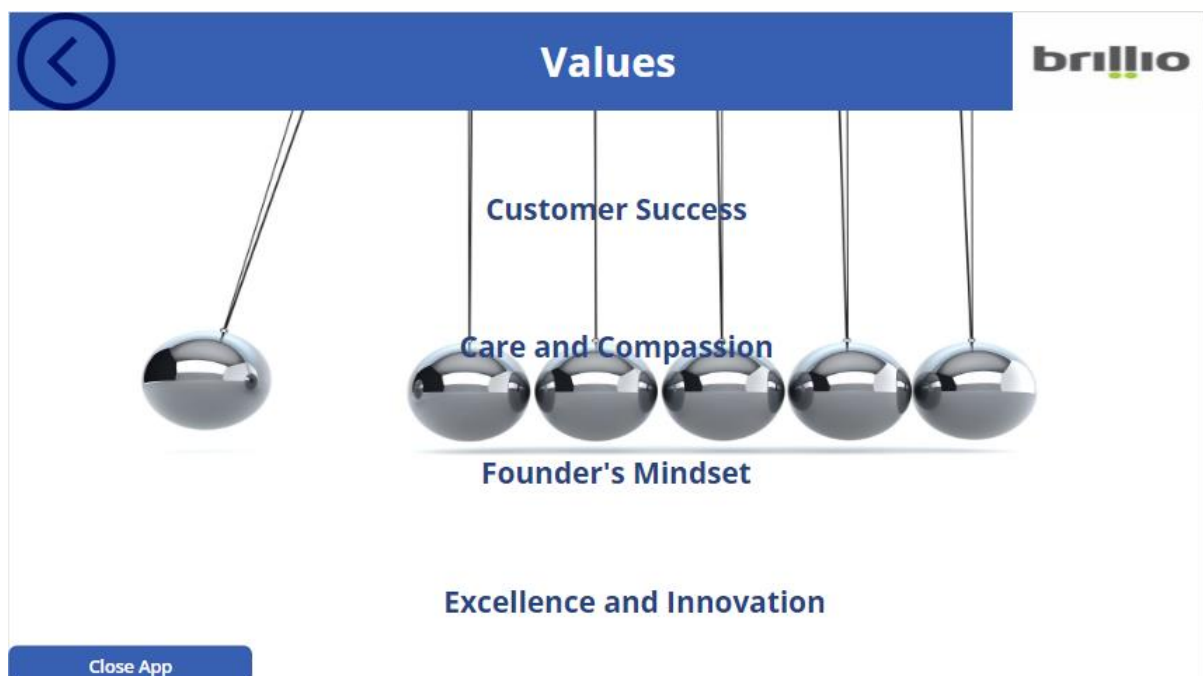 Values
brillio
Customer Success
Care and Compassion
Founder's Mindset
Excellence and Innovation
Close App